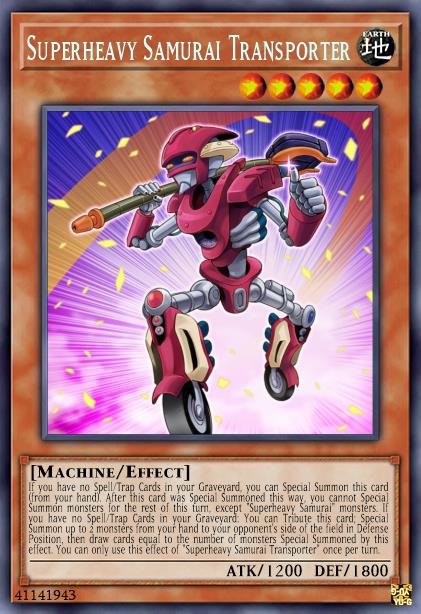 SUPERHEAVY SAMURAI TRANSPORTER
EARTH
地
[MACHINE/EFFECT]
If you have no Spell/Trap Cards in your Graveyard, you can Special Summon this card
(from your hand). After this card was Special Summoned this way, you cannot Special
Summon monsters for the rest of this turn, except "Superheavy Samurai" monsters. If
you have no Spell/Trap Cards in your Graveyard: You can Tribute this card; Special
Summon up to 2 monsters from your hand to your opponent's side of the field in Defense
Position, then draw cards equal to the number of monsters Special Summoned by this
effect. You can only use this effect of "Superheavy Samurai Transporter" once per turn.
ATK/1200 DEF/1800
41141943